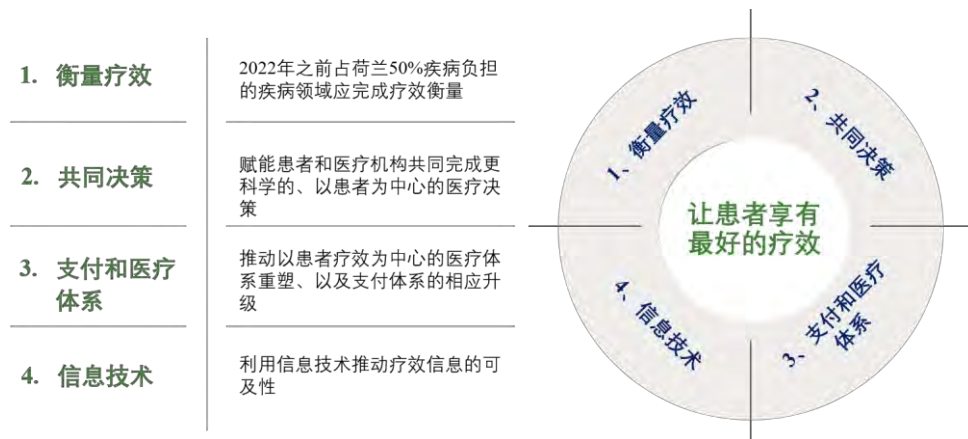 1. 衡量疗效
2022年之前占荷兰50%疾病负担
的疾病领域应完成疗效衡量
2. 共同决策
赋能患者和医疗机构共同完成更
科学的、以患者为中心的医疗决
策
3. 支付和医疗
体系
推动以患者疗效为中心的医疗体
系重塑、以及支付体系的相应升
级
4. 信息技术
利用信息技术推动疗效信息的可
及性
1、衡量疗效
2、共同决策
让患者享有
最好的疗效
4、信息技术
3、支付和医疗
体系